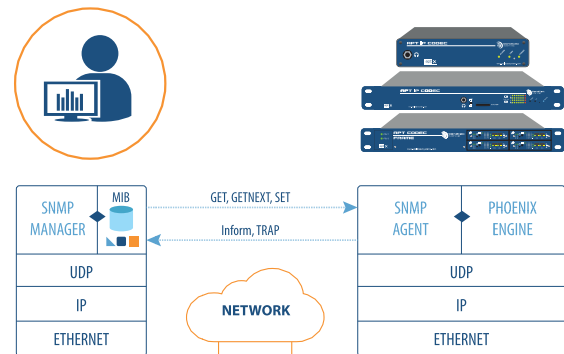 APT IP CODEC
APT IP CODEC
APT CODEC
FRAME
SNMP
MANAGER
MIB
GET, GETNEXT, SET
Inform, TRAP
SNMP
AGENT
PHOENIX
ENGINE
UDP
IP
ETHERNET
NETWORK
UDP
IP
ETHERNET